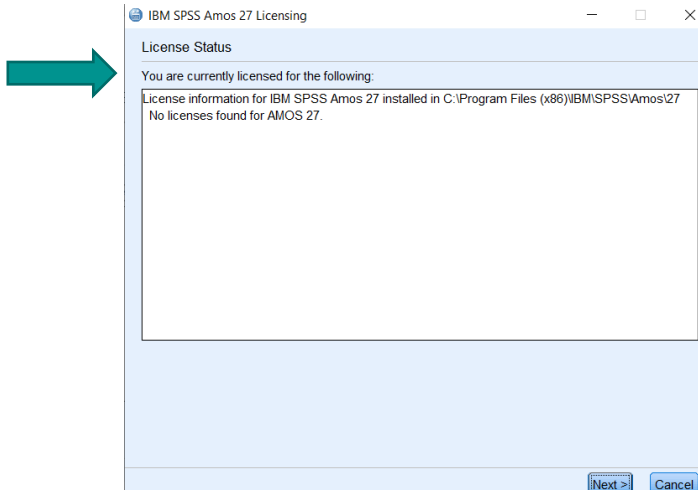 IBM SPSS Amos 27 Licensing
License Status
You are currently licensed for the following:
License information for IBM SPSS Amos 27 installed in C:\Program Files (x86)\IBM\SPSS\Amos\27
No licenses found for AMOS 27.
Next > Cancel